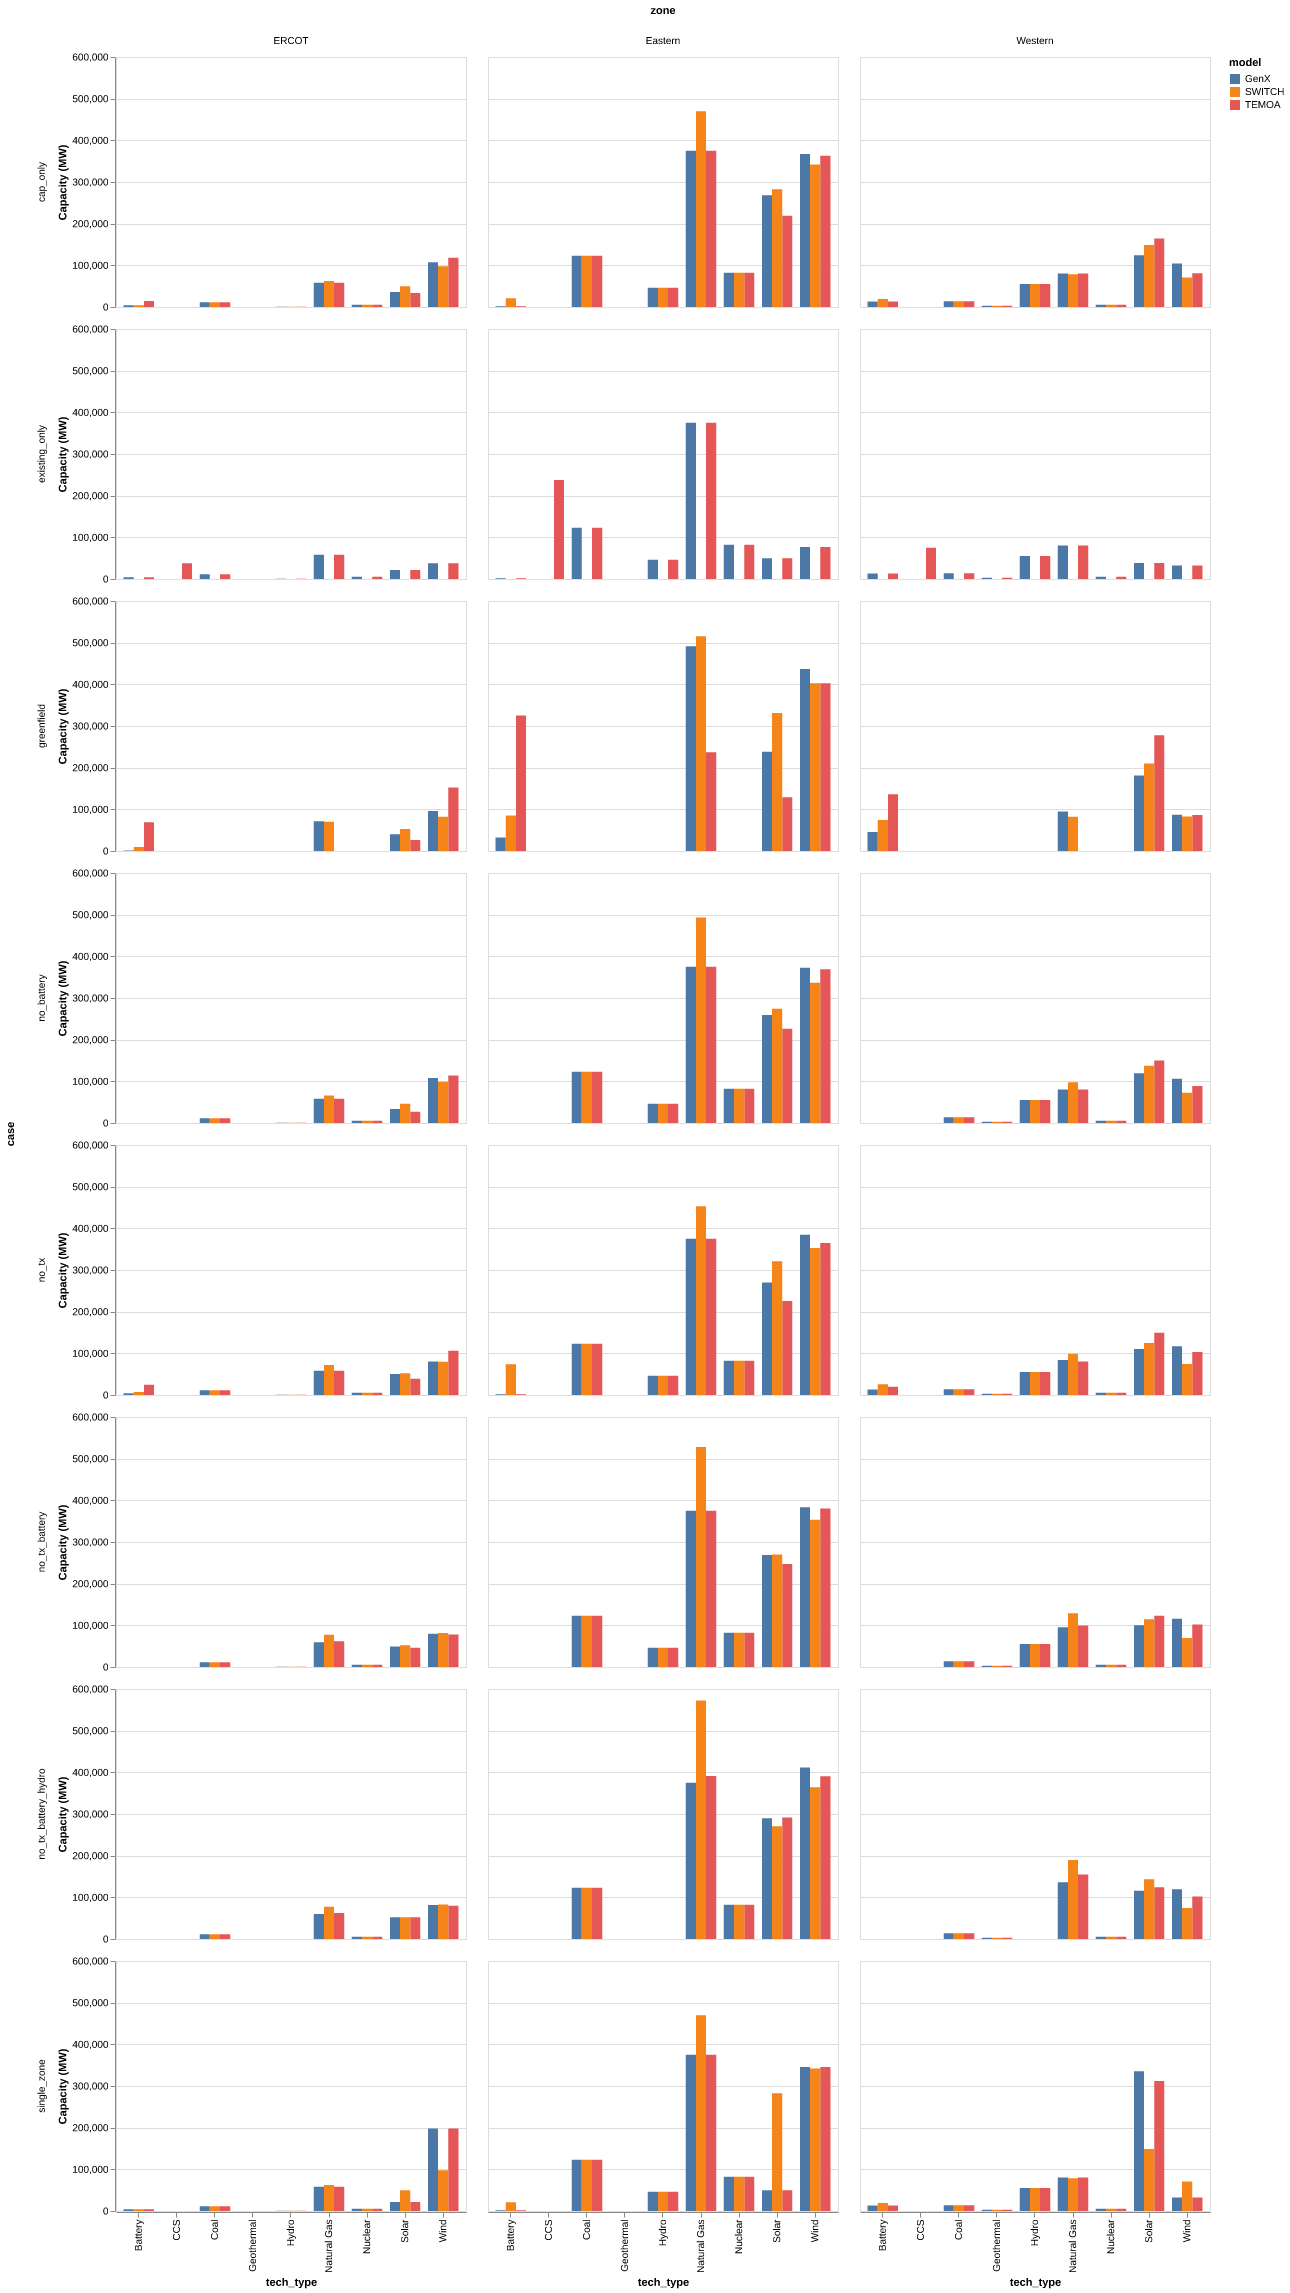 zone
ERCOT
Eastern
Western
model
GenX
SWITCH
TEMOA
case
cap_only
Capacity (MW)
600,000
500,000
400,000
300,000
200,000
100,000
0
existing_only
Capacity (MW)
600,000
500,000
400,000
300,000
200,000
100,000
0
greenfield
Capacity (MW)
600,000
500,000
400,000
300,000
200,000
100,000
0
no_battery
Capacity (MW)
600,000
500,000
400,000
300,000
200,000
100,000
0
no_tx
Capacity (MW)
600,000
500,000
400,000
300,000
200,000
100,000
0
no_tx_battery
Capacity (MW)
600,000
500,000
400,000
300,000
200,000
100,000
0
no_tx_battery_hydro
Capacity (MW)
600,000
500,000
400,000
300,000
200,000
100,000
0
single_zone
Capacity (MW)
600,000
500,000
400,000
300,000
200,000
100,000
0
Battery
CCS
Coal
Geothermal
Hydro
Natural Gas
Nuclear
Solar
Wind
tech_type
Battery
CCS
Coal
Geothermal
Hydro
Natural Gas
Nuclear
Solar
Wind
tech_type
Battery
CCS
Coal
Geothermal
Hydro
Natural Gas
Nuclear
Solar
Wind
tech_type